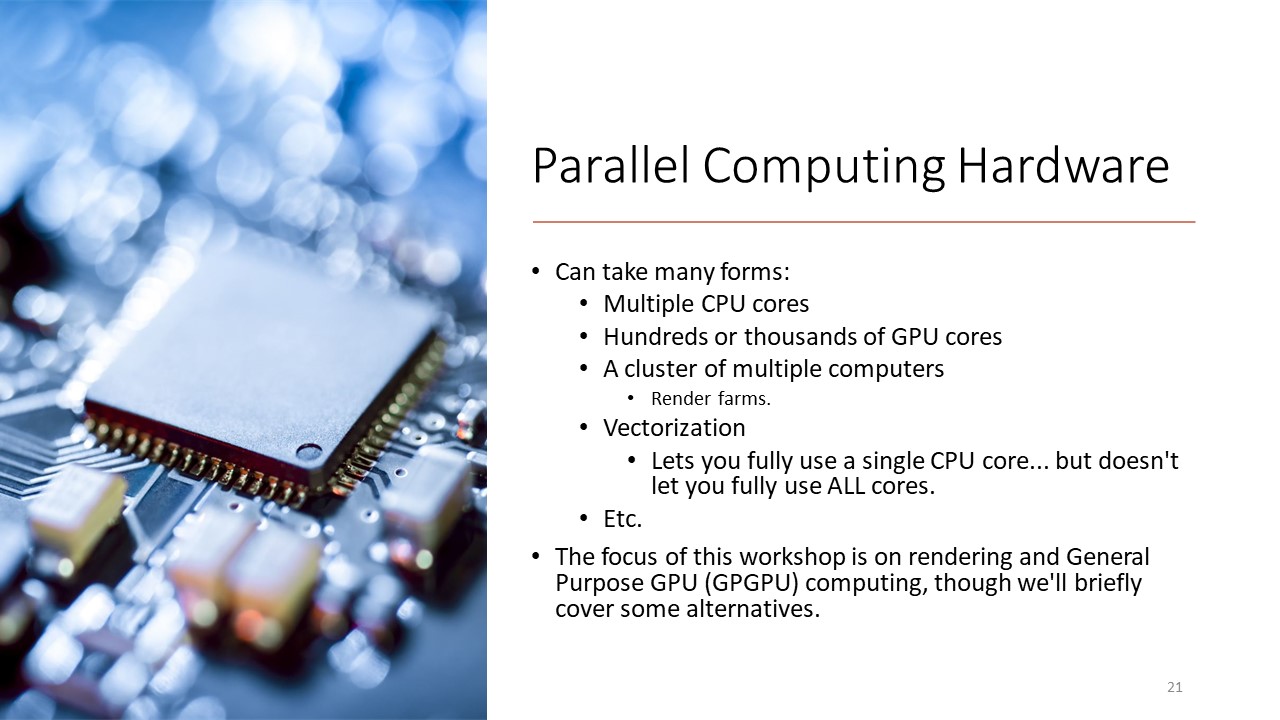 Parallel Computing Hardware
• Can take many forms:
• Multiple CPU cores
• Hundreds or thousands of GPU cores
• A cluster of multiple computers
• Render farms.
• Vectorization
• Lets you fully use a single CPU core... but doesn't
let you fully use ALL cores.
• Etc.
• The focus of this workshop is on rendering and General
Purpose GPU (GPGPU) computing, though we'll briefly
cover some alternatives.
21